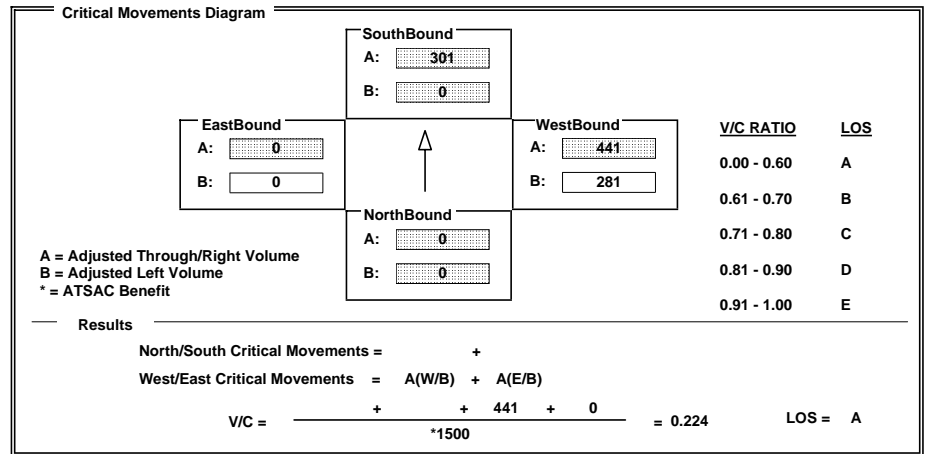 Critical Movements Diagram
SouthBound
A: 301
B: 0
EastBound
A: 0
B: 0
WestBound
A: 441
B: 281
NorthBound
A: 0
B: 0
V/C RATIO LOS
0.00 - 0.60 A
0.61 - 0.70 B
0.71 - 0.80 C
0.81 - 0.90 D
0.91 - 1.00 E
A = Adjusted Through/Right Volume
B = Adjusted Left Volume
* = ATSAC Benefit
Results
North/South Critical Movements = +
West/East Critical Movements = A(W/B) + A(E/B)
V/C = + + 441 + 0 = 0.224 LOS = A
*1500